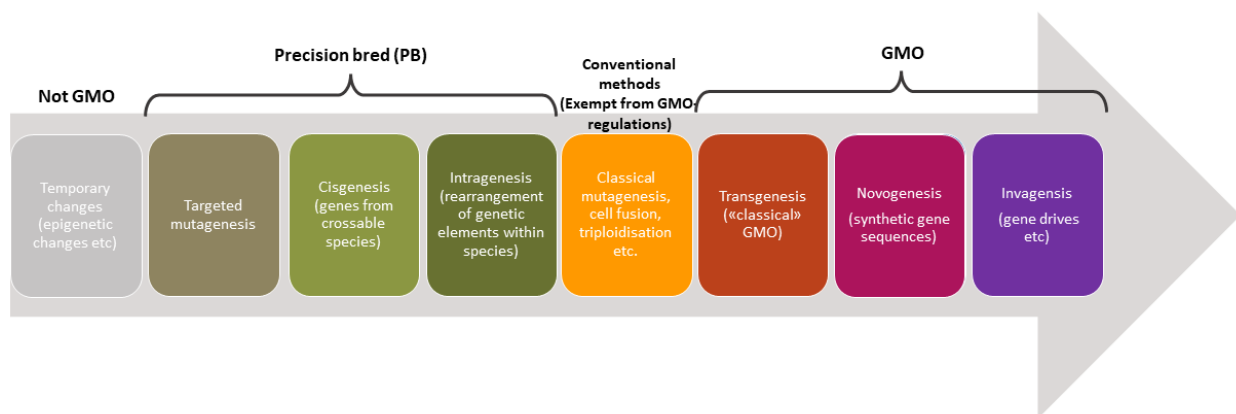 Not GMO
Precision bred (PB)
Conventional
methods
(Exempt from GMO-
regulations)
GMO
Temporary
changes
(epigenetic
changes etc)
Targeted
mutagenesis
Cisgenesis
(genes from
crossable
species)
Intragenesis
(rearrangement
of genetic
elements within
species)
Classical
mutagenesis,
cell fusion,
triploidisation
etc.
Transgenesis
(«classical»
GMO)
Novogenesis
(synthetic gene
sequences)
Invagensis
(gene drives
etc)